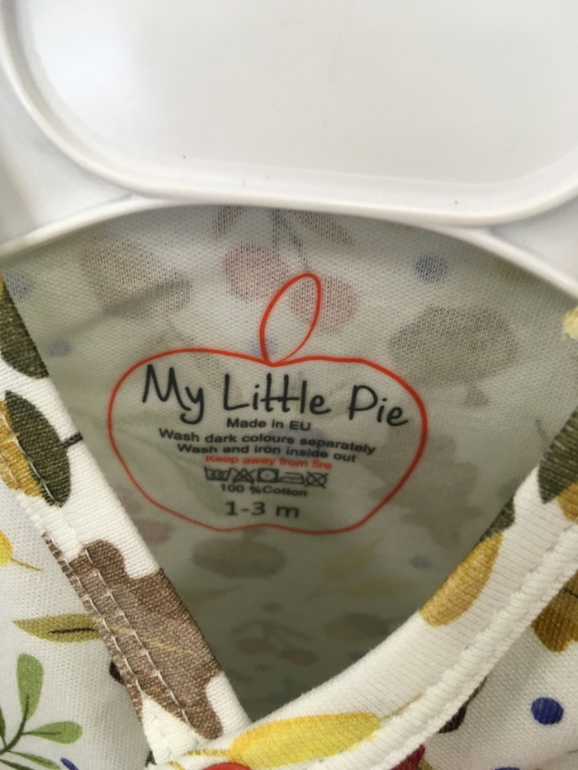 My Little Pie
Made in EU
Wash dark colours separately
Wash and iron inside out
Keep away from fire
100 %Cotton
1-3 m